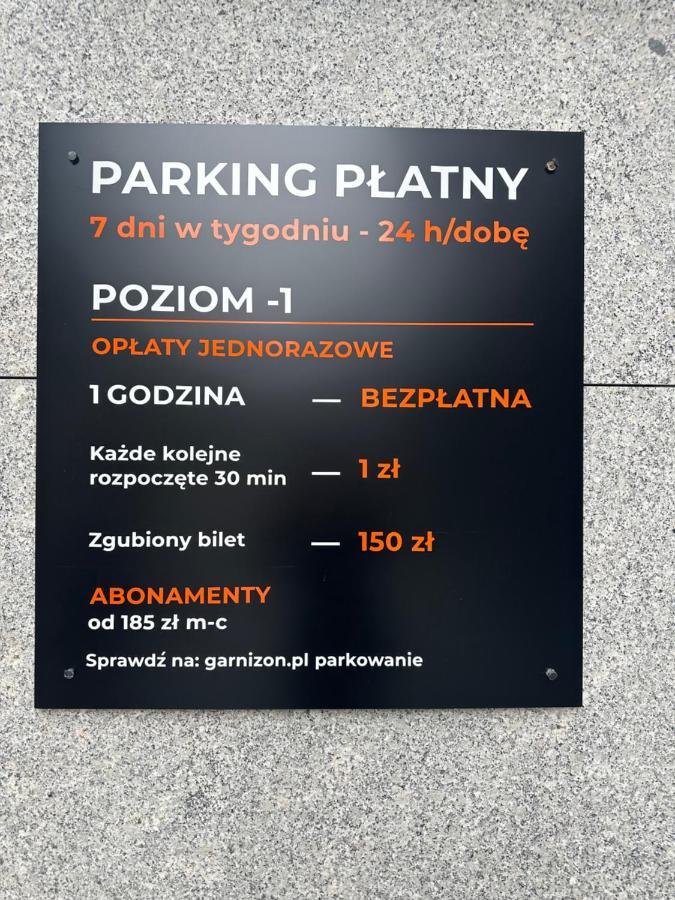 PARKING PŁATNY
7 dni w tygodniu - 24 h/dobę
POZIOM -1
OPŁATY JEDNORAZOWE
1 GODZINA — BEZPŁATNA
Każde kolejne
rozpoczęte 30 min — 1 zł
Zgubiony bilet — 150 zł
ABONAMENTY
od 185 zł m-c
Sprawdź na: garnizon.pl parkowanie